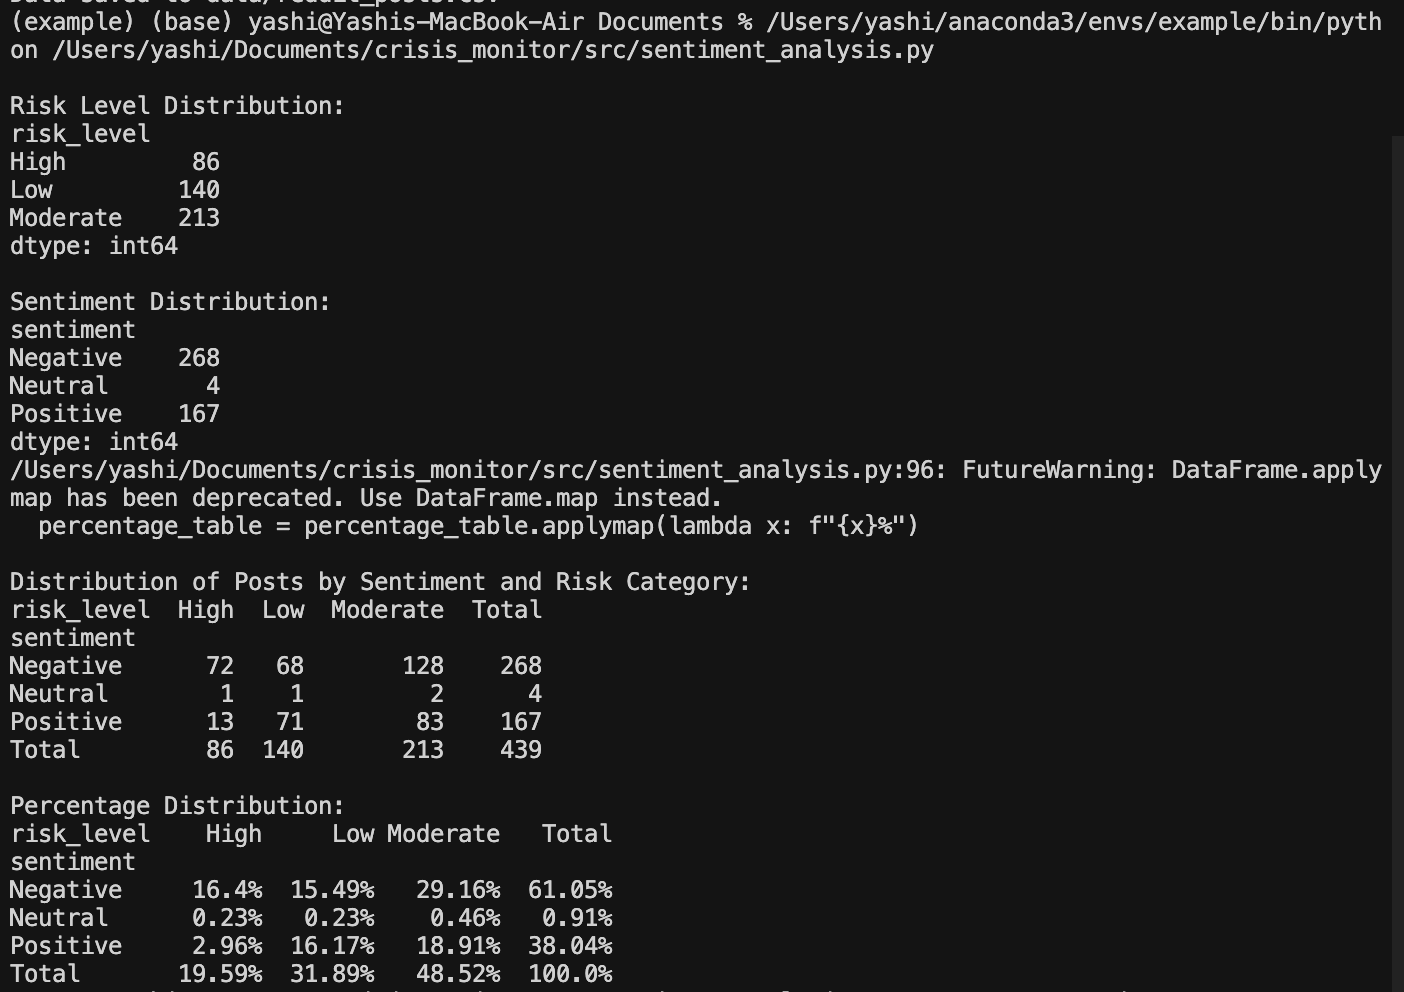 (example) (base) yashi@Yashis-MacBook-Air Documents % /Users/yashi/anaconda3/envs/example/bin/pyth
on /Users/yashi/Documents/crisis_monitor/src/sentiment_analysis.py
Risk Level Distribution:
risk_level
High         86
Low         140
Moderate    213
dtype: int64
Sentiment Distribution:
sentiment
Negative    268
Neutral       4
Positive    167
dtype: int64
/Users/yashi/Documents/crisis_monitor/src/sentiment_analysis.py:96: FutureWarning: DataFrame.apply
map has been deprecated. Use DataFrame.map instead.
  percentage_table = percentage_table.applymap(lambda x: f"{x}%")
Distribution of Posts by Sentiment and Risk Category:
risk_level  High  Low  Moderate  Total
sentiment
Negative      72   68       128    268
Neutral        1    1         2      4
Positive      13   71        83    167
Total         86  140       213    439
Percentage Distribution:
risk_level    High     Low Moderate   Total
sentiment
Negative     16.4%  15.49%   29.16%  61.05%
Neutral      0.23%   0.23%    0.46%   0.91%
Positive     2.96%  16.17%   18.91%  38.04%
Total       19.59%  31.89%   48.52%  100.0%